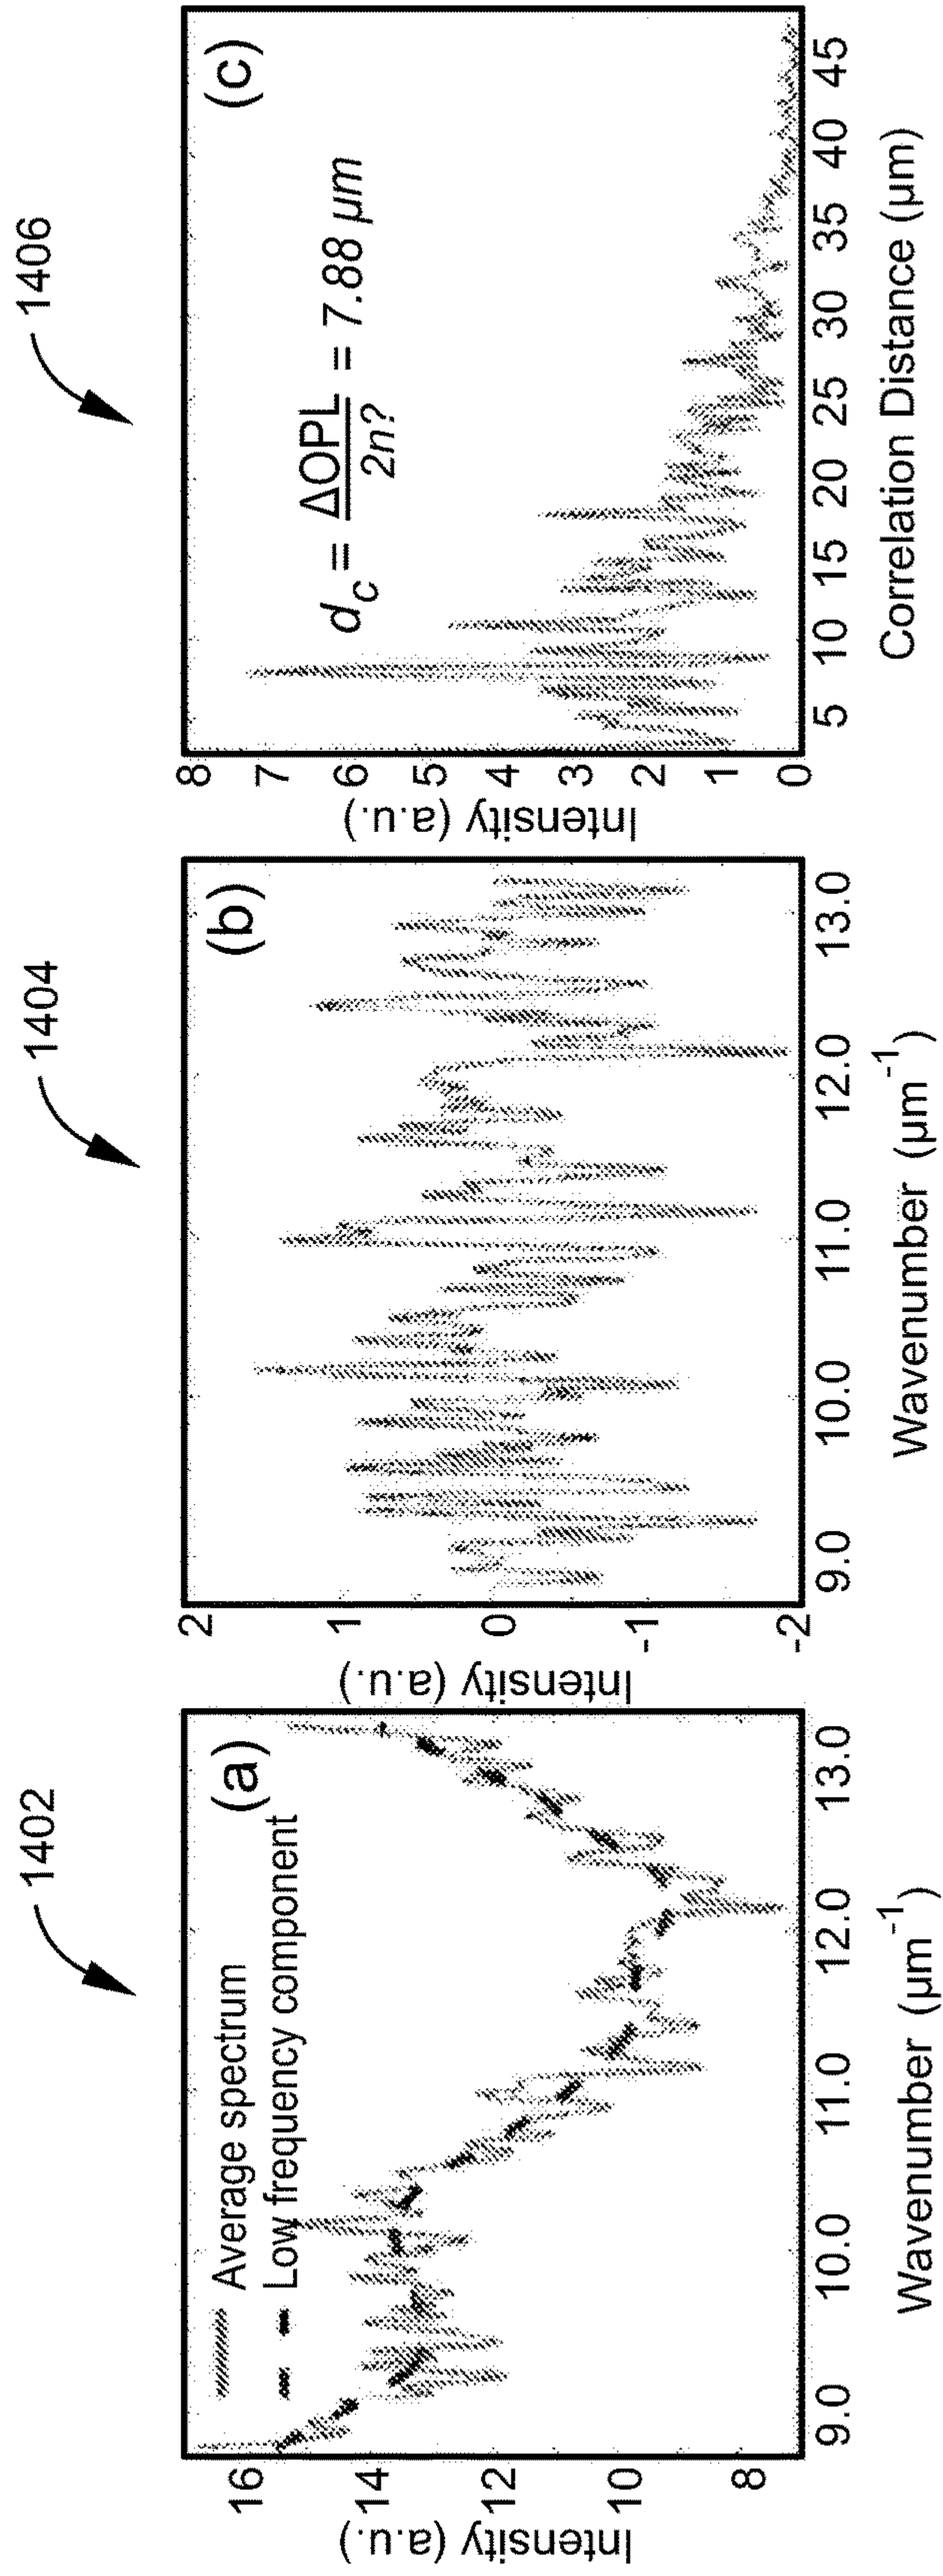 1402
(a)
Average spectrum
Low frequency component
Intensity (a.u.)
16
14
12
10
8
9.0 10.0 11.0 12.0 13.0
Wavenumber (µm-1)
1404
(b)
Intensity (a.u.)
2
1
0
-1
-2
9.0 10.0 11.0 12.0 13.0
Wavenumber (µm-1)
1406
(c)
dC = ΔOPL / 2n? = 7.88 µm
Intensity (a.u.)
8
7
6
5
4
3
2
1
0
5 10 15 20 25 30 35 40 45
Correlation Distance (µm)